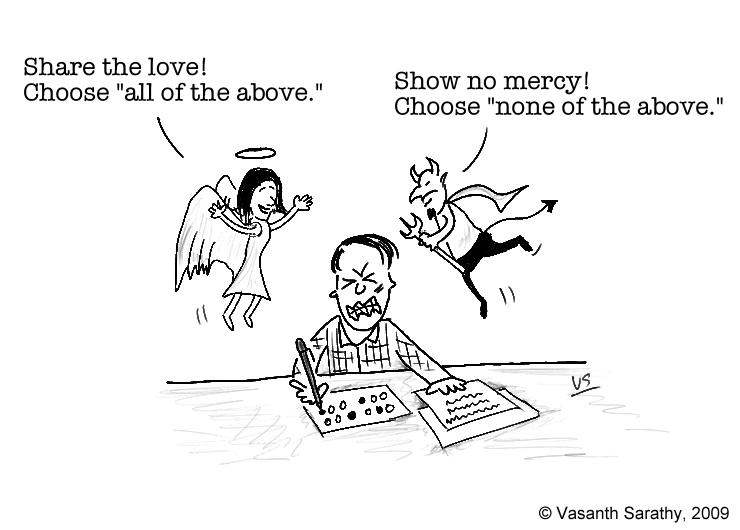 Share the love!
Choose "all of the above."
Show no mercy!
Choose "none of the above."
VS
© Vasanth Sarathy, 2009